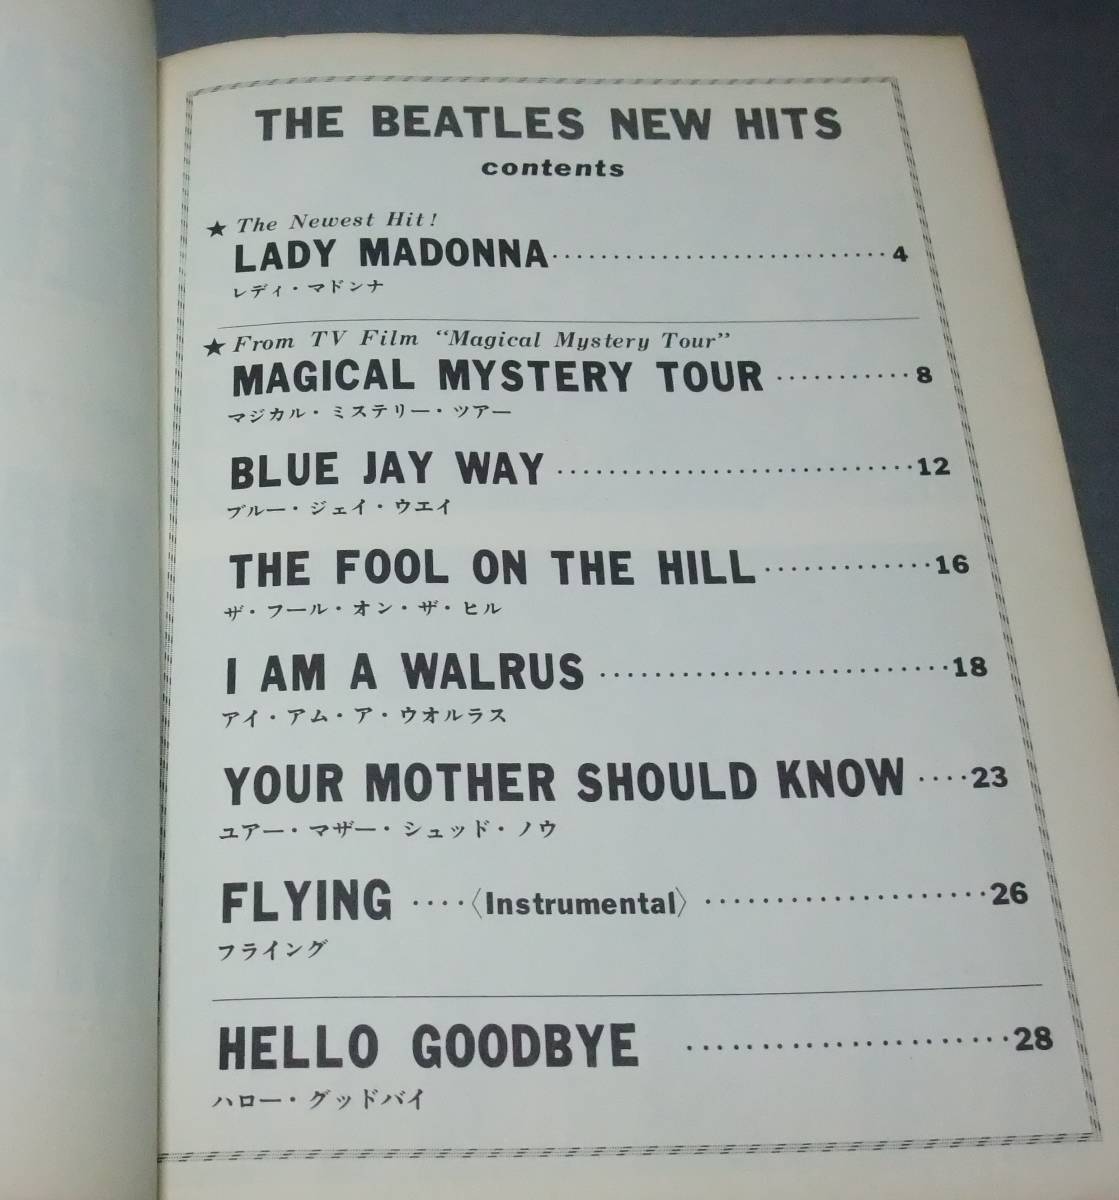 THE BEATLES NEW HITS
contents
★ The Newest Hit!
LADY MADONNA····························4
レディ・マドンナ
★ From TV Film “Magical Mystery Tour”
MAGICAL MYSTERY TOUR ···········8
マジカル・ミステリー・ツアー
BLUE JAY WAY ·····························12
ブルー・ジェイ・ウエイ
THE FOOL ON THE HILL ·············16
ザ・フール・オン・ザ・ヒル
I AM A WALRUS ··························18
アイ・アム・ア・ウオルラス
YOUR MOTHER SHOULD KNOW ····23
ユアー・マザー・シュッド・ノウ
FLYING ····〈Instrumental〉 ····················26
フライング
HELLO GOODBYE ······················28
ハロー・グッドバイ